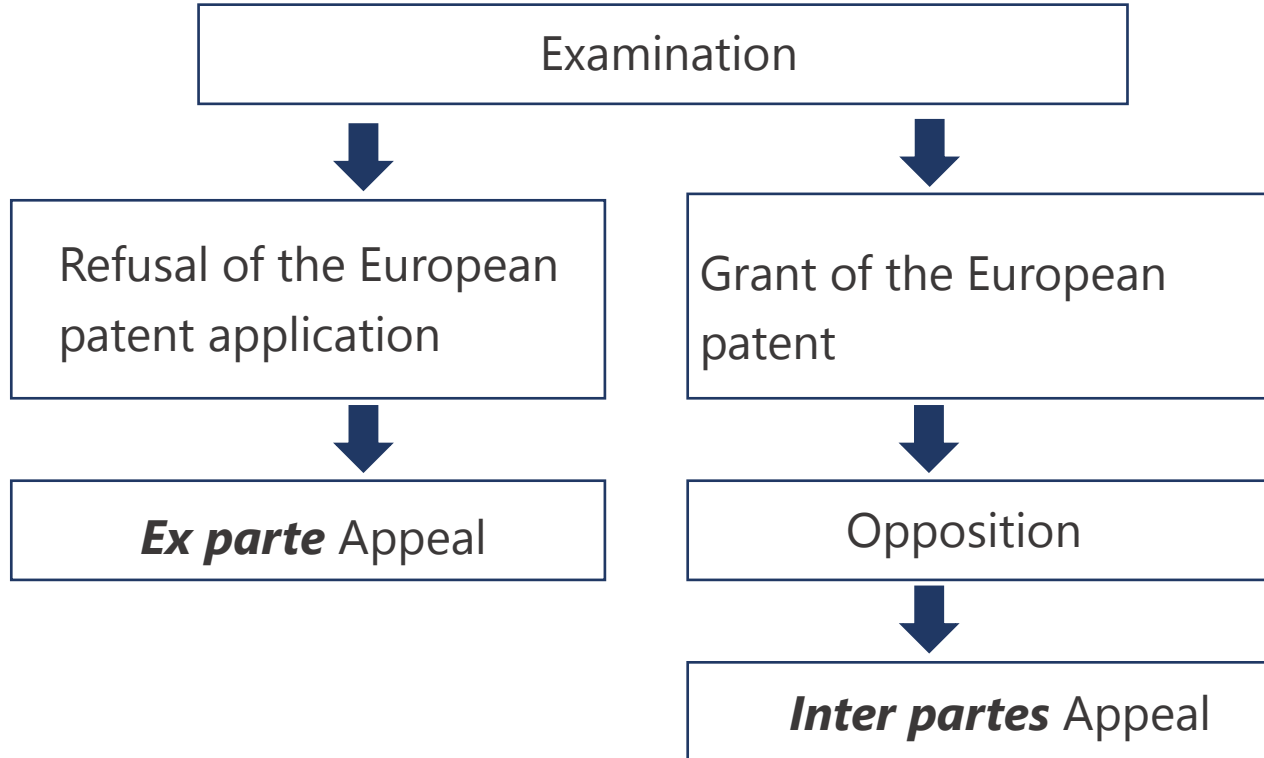 Examination
Refusal of the European
patent application
Grant of the European
patent
Ex parte Appeal
Opposition
Inter partes Appeal